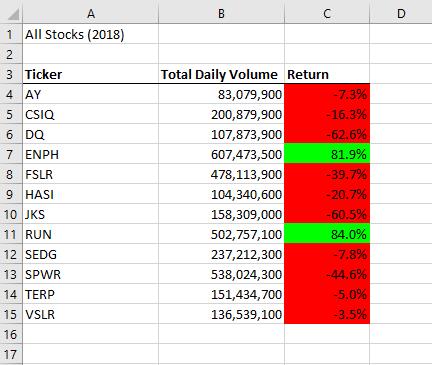 A B C D
1 All Stocks (2018)
2
3 Ticker Total Daily Volume Return
4 AY 83,079,900 -7.3%
5 CSIQ 200,879,900 -16.3%
6 DQ 107,873,900 -62.6%
7 ENPH 607,473,500 81.9%
8 FSLR 478,113,900 -39.7%
9 HASI 104,340,600 -20.7%
10 JKS 158,309,000 -60.5%
11 RUN 502,757,100 84.0%
12 SEDG 237,212,300 -7.8%
13 SPWR 538,024,300 -44.6%
14 TERP 151,434,700 -5.0%
15 VSLR 136,539,100 -3.5%
16
17